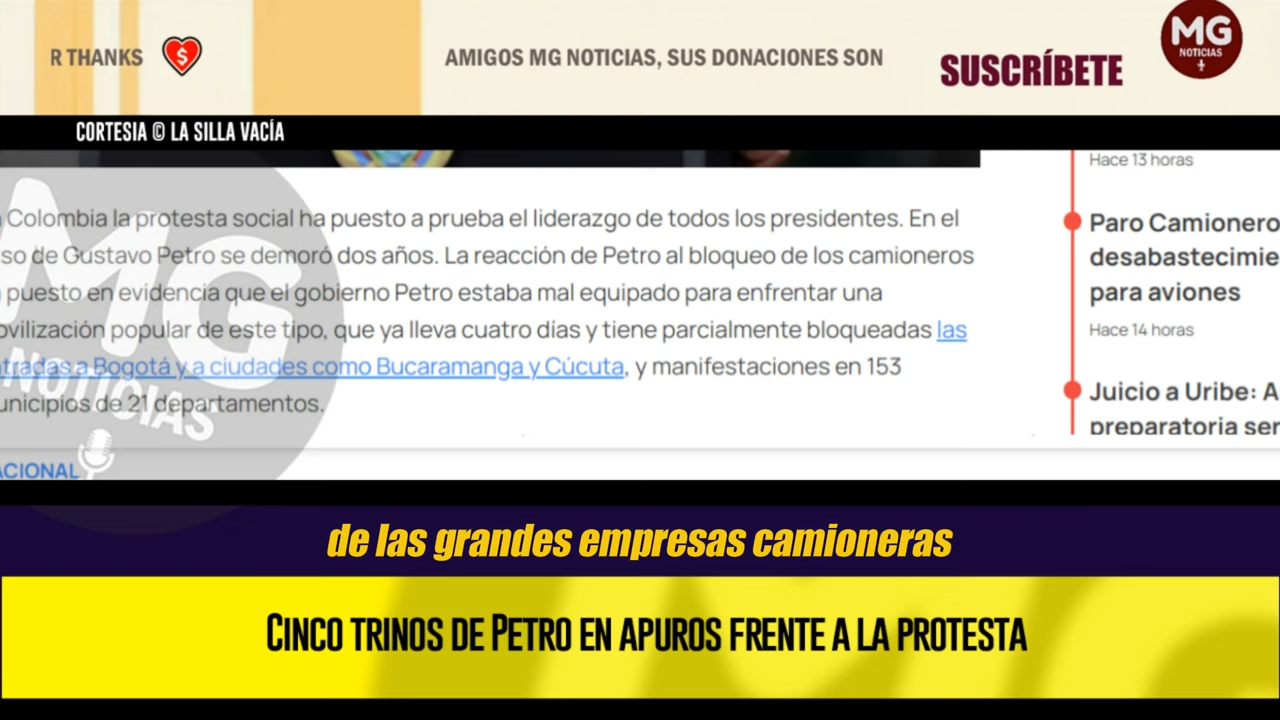 R THANKS
AMIGOS MG NOTICIAS, SUS DONACIONES SON
SUSCRÍBETE
MG
NOTICIAS
CORTESIA © LA SILLA VACÍA
Colombia la protesta social ha puesto a prueba el liderazgo de todos los presidentes. En el
so de Gustavo Petro se demoró dos años. La reacción de Petro al bloqueo de los camioneros
puesto en evidencia que el gobierno Petro estaba mal equipado para enfrentar una
ovilización popular de este tipo, que ya lleva cuatro días y tiene parcialmente bloqueadas las
tradas a Bogotá y a ciudades como Bucaramanga y Cúcuta, y manifestaciones en 153
unicipios de 21 departamentos.
ACIONAL
MG
NOTICIAS
Hace 13 horas
Paro Camionero
desabastecimie
para aviones
Hace 14 horas
Juicio a Uribe: A
preparatoria ser
de las grandes empresas camioneras
CINCO TRINOS DE PETRO EN APUROS FRENTE A LA PROTESTA